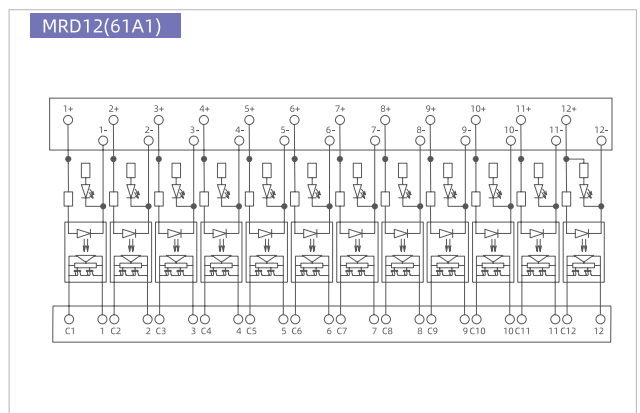 MRD12(61A1)
1+ 2+ 3+ 4+ 5+ 6+ 7+ 8+ 9+ 10+ 11+ 12+
1- 2- 3- 4- 5- 6- 7- 8- 9- 10- 11- 12-
C1 1 C2 2 C3 3 C4 4 C5 5 C6 6 C7 7 C8 8 C9 9 C10 10 C11 11 C12 12